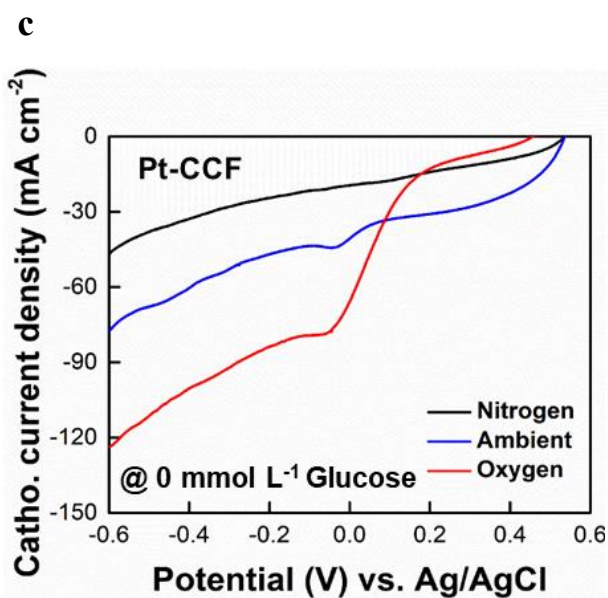 c
Cathо. current density (mA cm⁻²)
0
-30
-60
-90
-120
-150
Pt-CCF
Nitrogen
Ambient
Oxygen
@ 0 mmol L⁻¹ Glucose
-0.6
-0.4
-0.2
0.0
0.2
0.4
0.6
Potential (V) vs. Ag/AgCl